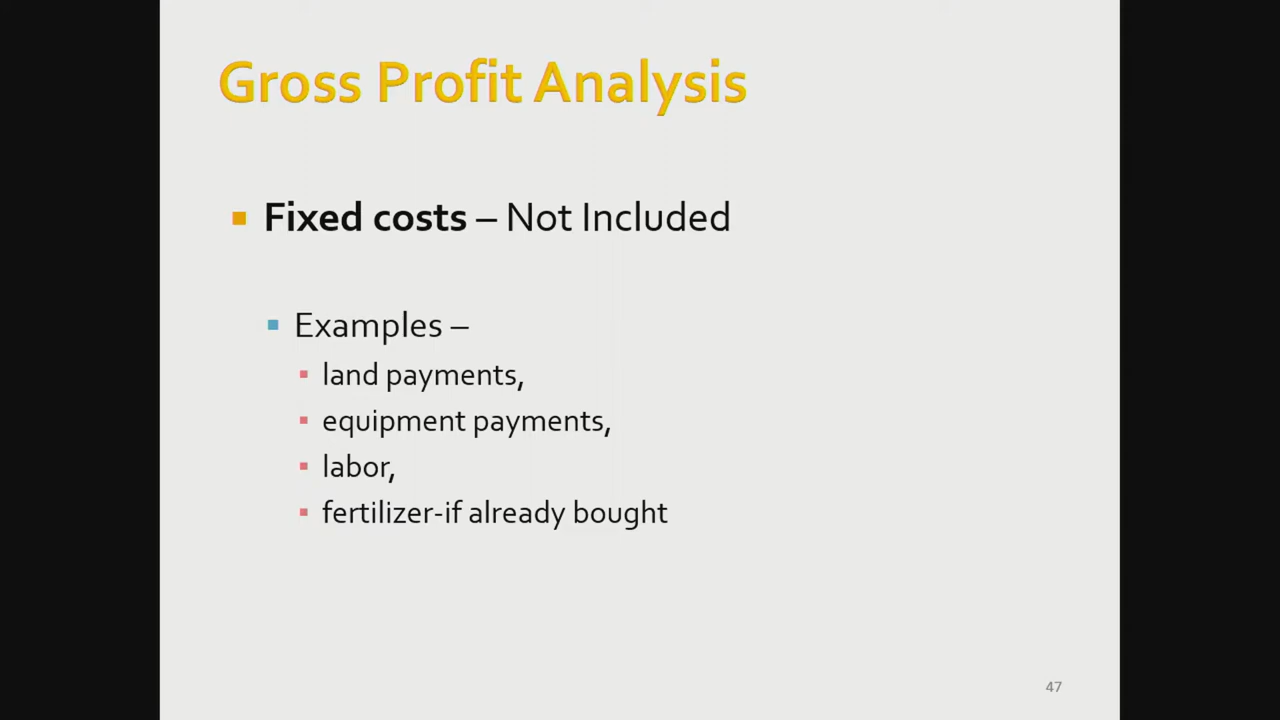 Gross Profit Analysis
Fixed costs – Not Included
Examples –
land payments,
equipment payments,
labor,
fertilizer-if already bought
47